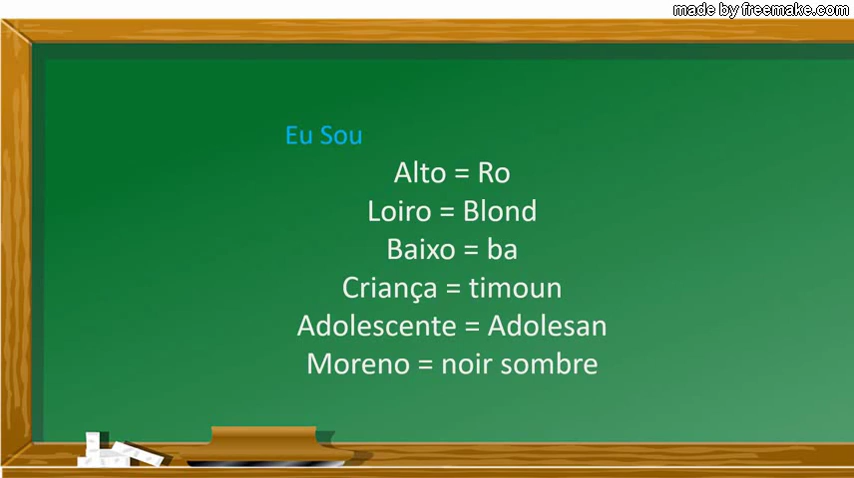 made by freemake.com
Eu Sou
Alto = Ro
Loiro = Blond
Baixo = ba
Criança = timoun
Adolescente = Adolesan
Moreno = noir sombre